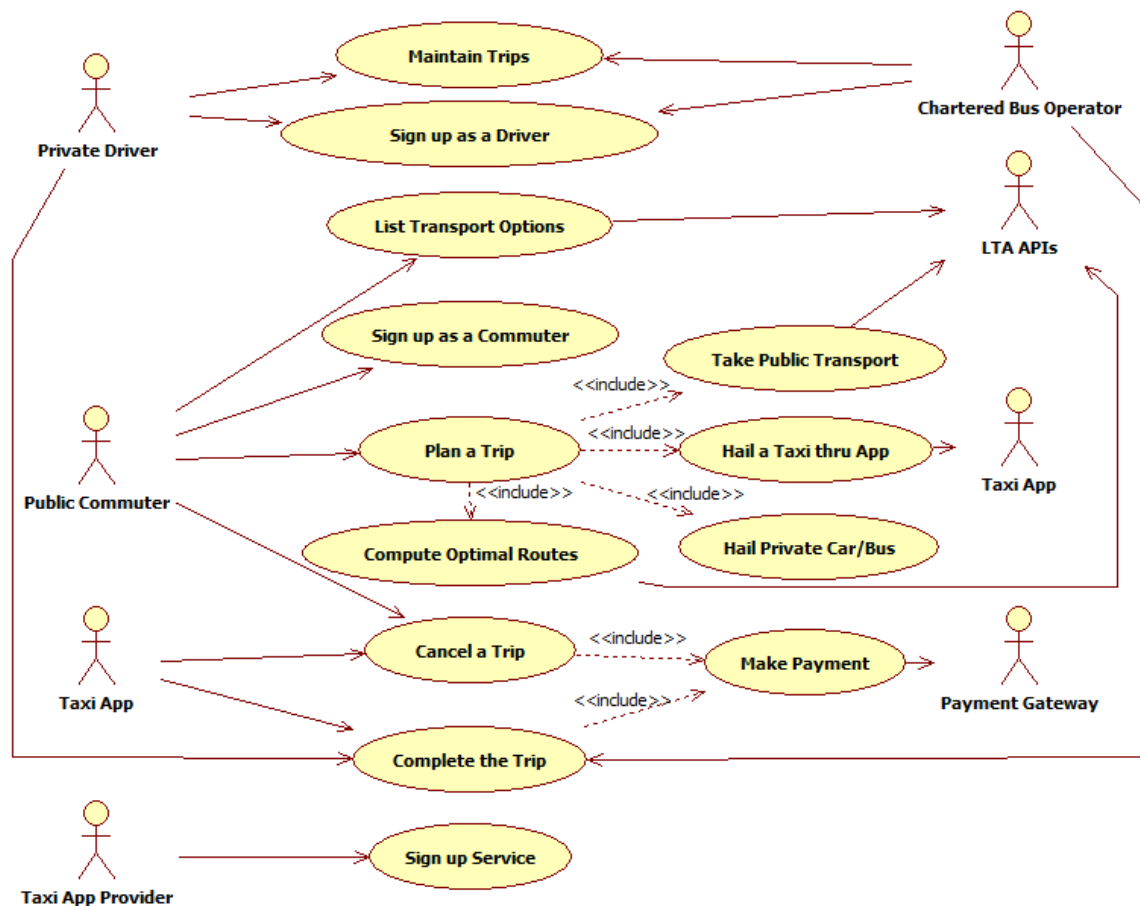 Maintain Trips
Chartered Bus Operator
Private Driver
Sign up as a Driver
List Transport Options
LTA APIs
Sign up as a Commuter
Take Public Transport
<<include>>
Plan a Trip
<<include>>
Hail a Taxi thru App
Taxi App
Public Commuter
<<include>>
<<include>>
Compute Optimal Routes
Hail Private Car/Bus
Cancel a Trip
<<include>>
Make Payment
Taxi App
<<include>>
Payment Gateway
Complete the Trip
Sign up Service
Taxi App Provider